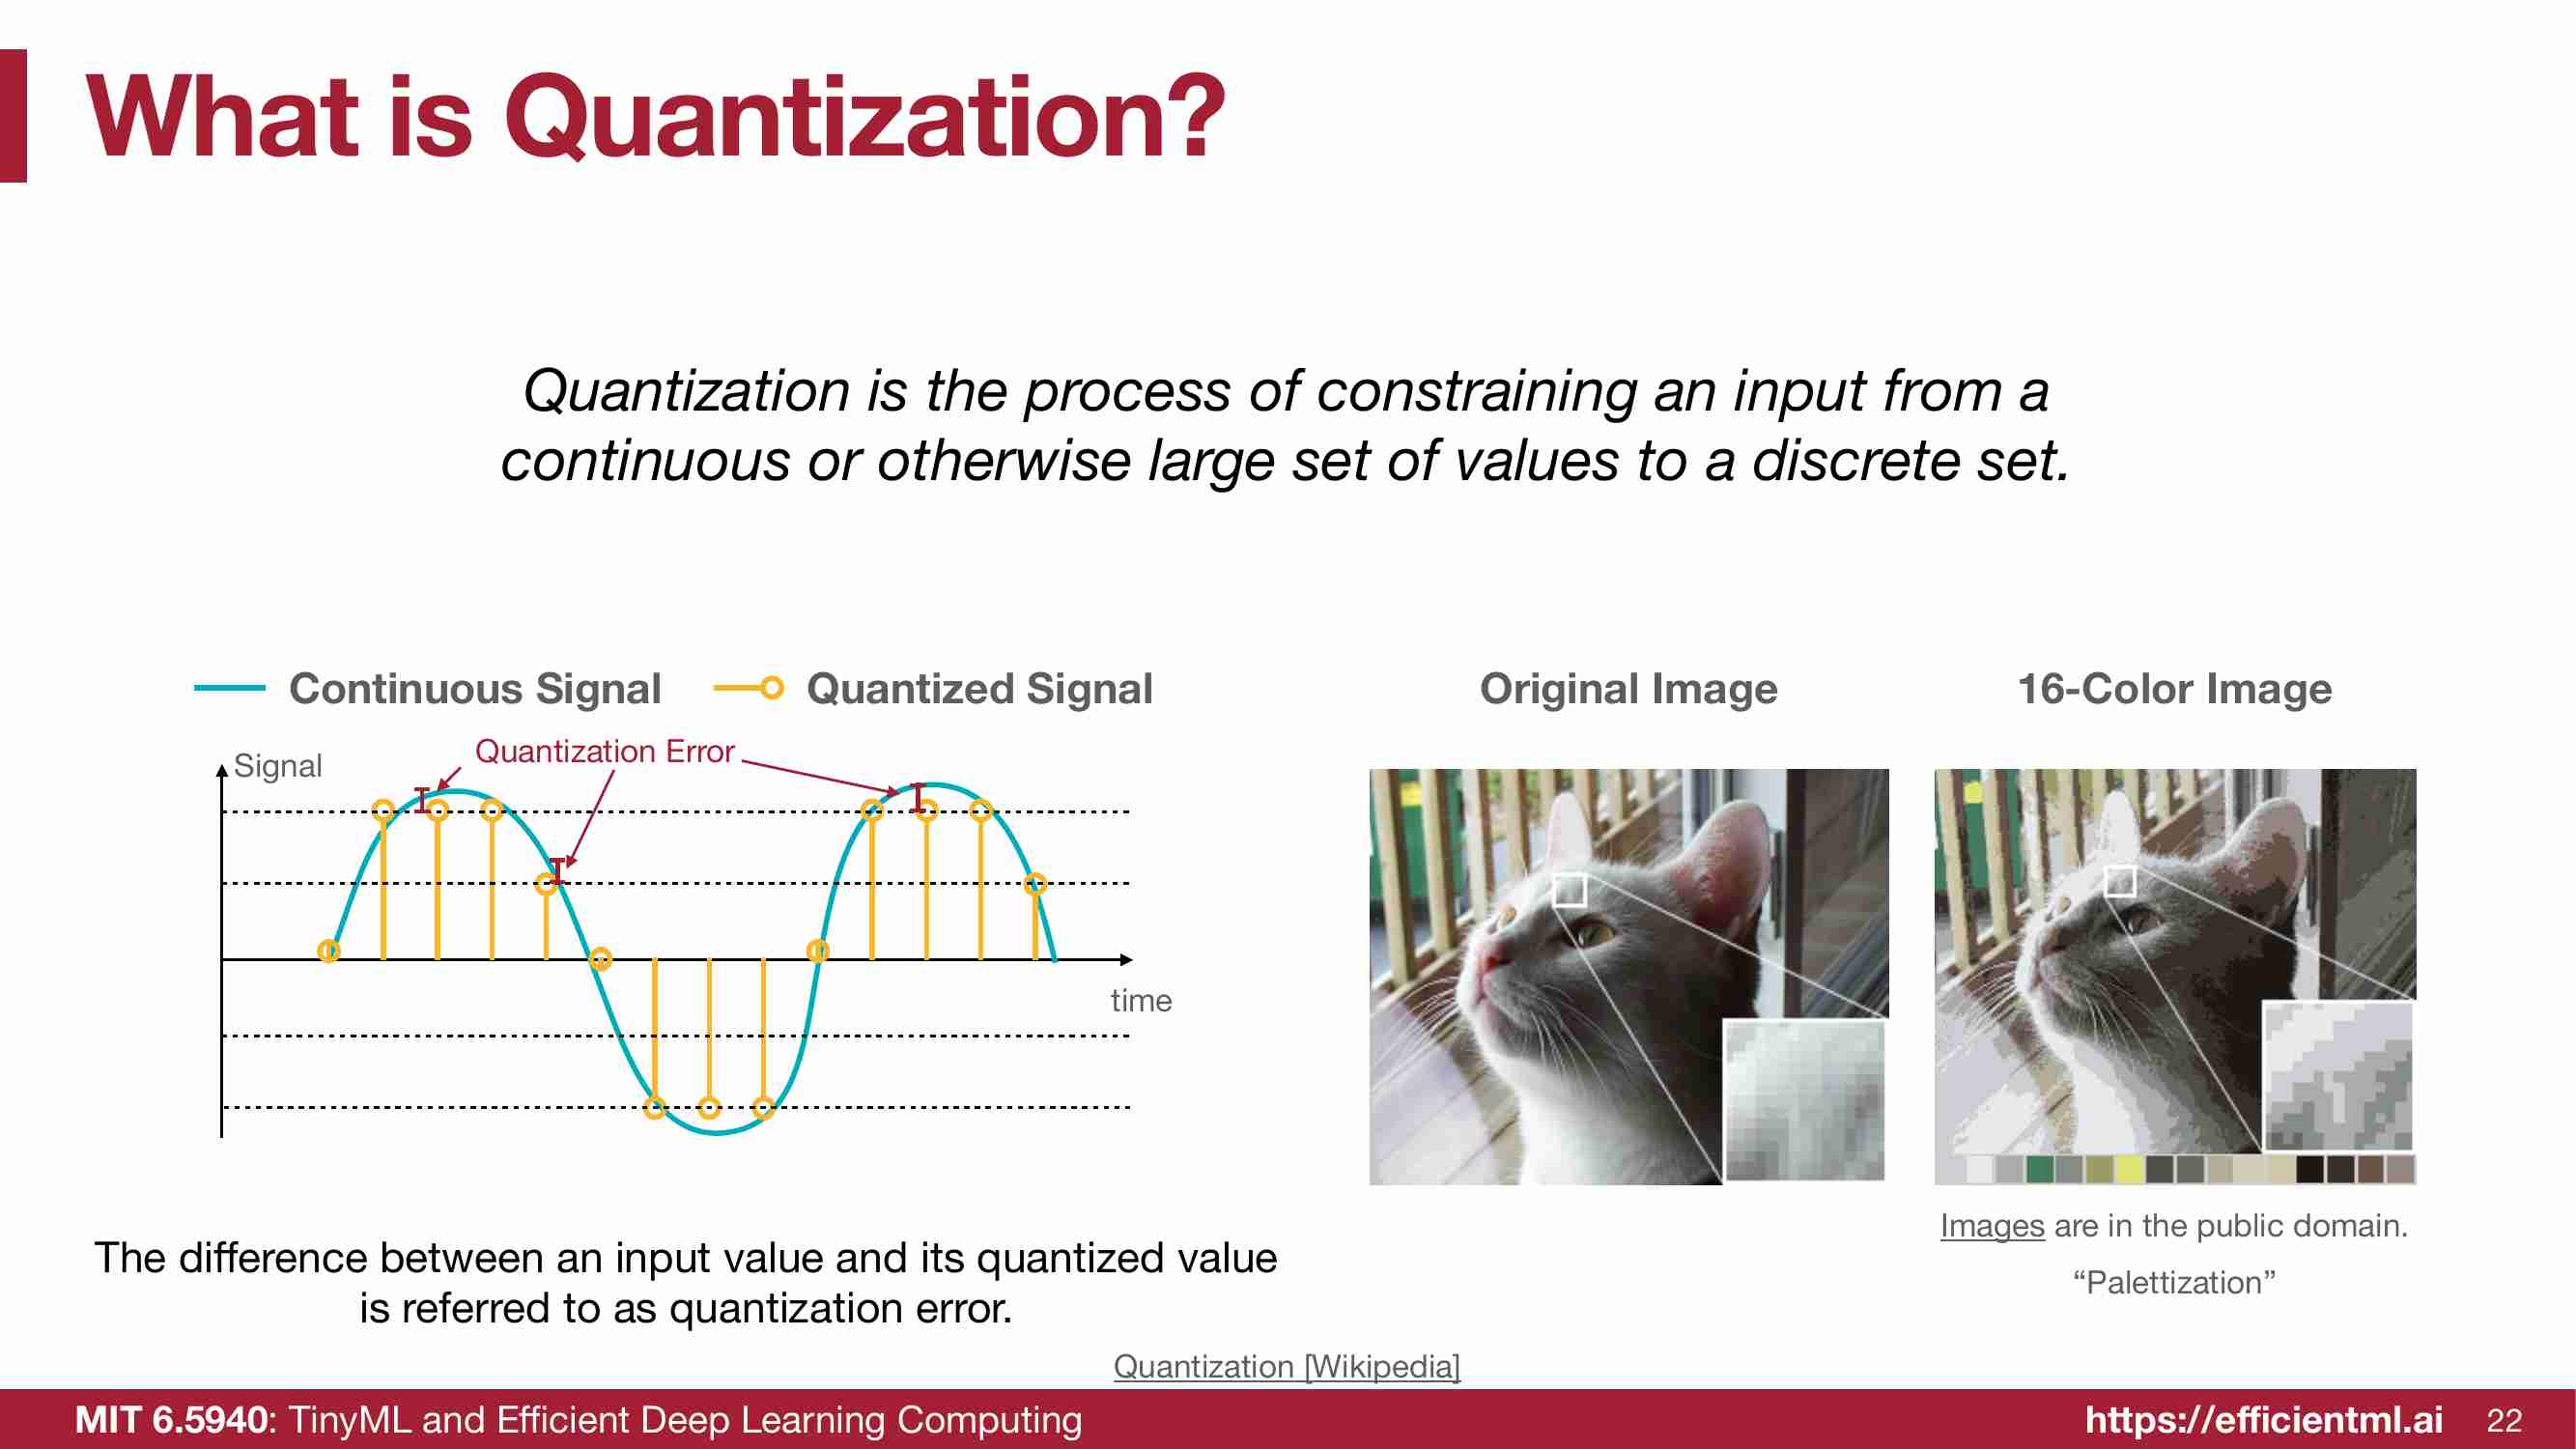 What is Quantization?
Quantization is the process of constraining an input from a
continuous or otherwise large set of values to a discrete set.
Continuous Signal
Quantized Signal
Quantization Error
Signal
time
The difference between an input value and its quantized value
is referred to as quantization error.
Original Image
16-Color Image
Images are in the public domain.
“Palettization”
Quantization [Wikipedia]
MIT 6.5940: TinyML and Efficient Deep Learning Computing
https://efficientml.ai
22